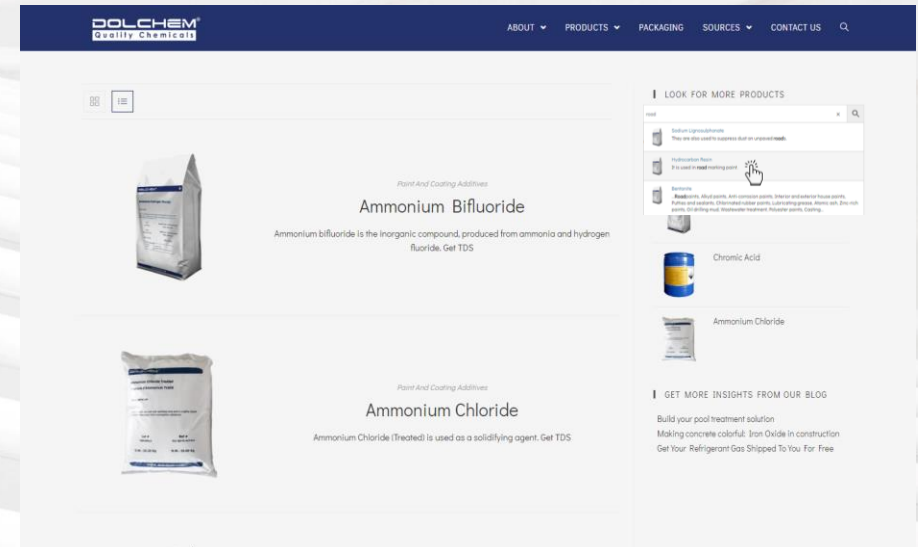 DOLCHEM®
Quality Chemicals
ABOUT
PRODUCTS
PACKAGING
SOURCES
CONTACT US
LOOK FOR MORE PRODUCTS
road x
Sodium Lignosulphonate
They are also used to suppress dust on unpaved roads.
Hydrocarbon Resin
It is used in road marking paint
Bentonite
Paint And Coating Additives
Ammonium Bifluoride
Ammonium bifluoride is the inorganic compound, produced from ammonia and hydrogen
fluoride. Get TDS
Chromic Acid
Ammonium Chloride
Paint And Coating Additives
Ammonium Chloride
Ammonium Chloride (Treated) is used as a solidifying agent. Get TDS
GET MORE INSIGHTS FROM OUR BLOG
Build your pool treatment solution
Making concrete colorful: Iron Oxide in construction
Get Your Refrigerant Gas Shipped To You For Free